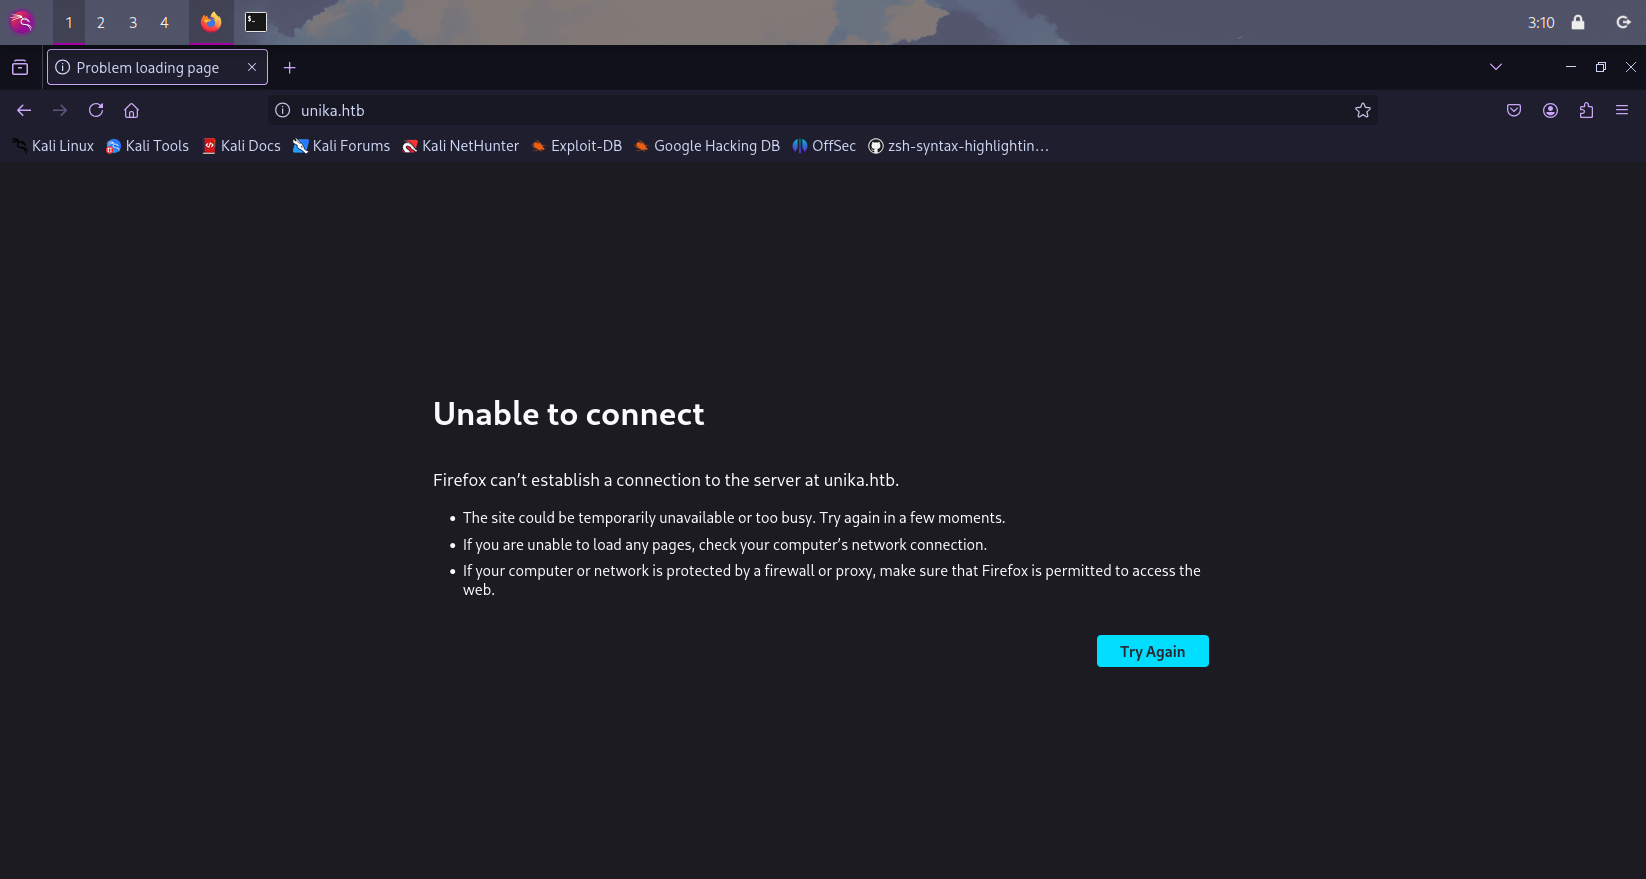 1 2 3 4 $- 3:10
Problem loading page
unika.htb
Kali Linux Kali Tools Kali Docs Kali Forums Kali NetHunter Exploit-DB Google Hacking DB OffSec zsh-syntax-highlightin…
Unable to connect
Firefox can’t establish a connection to the server at unika.htb.
• The site could be temporarily unavailable or too busy. Try again in a few moments.
• If you are unable to load any pages, check your computer’s network connection.
• If your computer or network is protected by a firewall or proxy, make sure that Firefox is permitted to access the
web.
Try Again